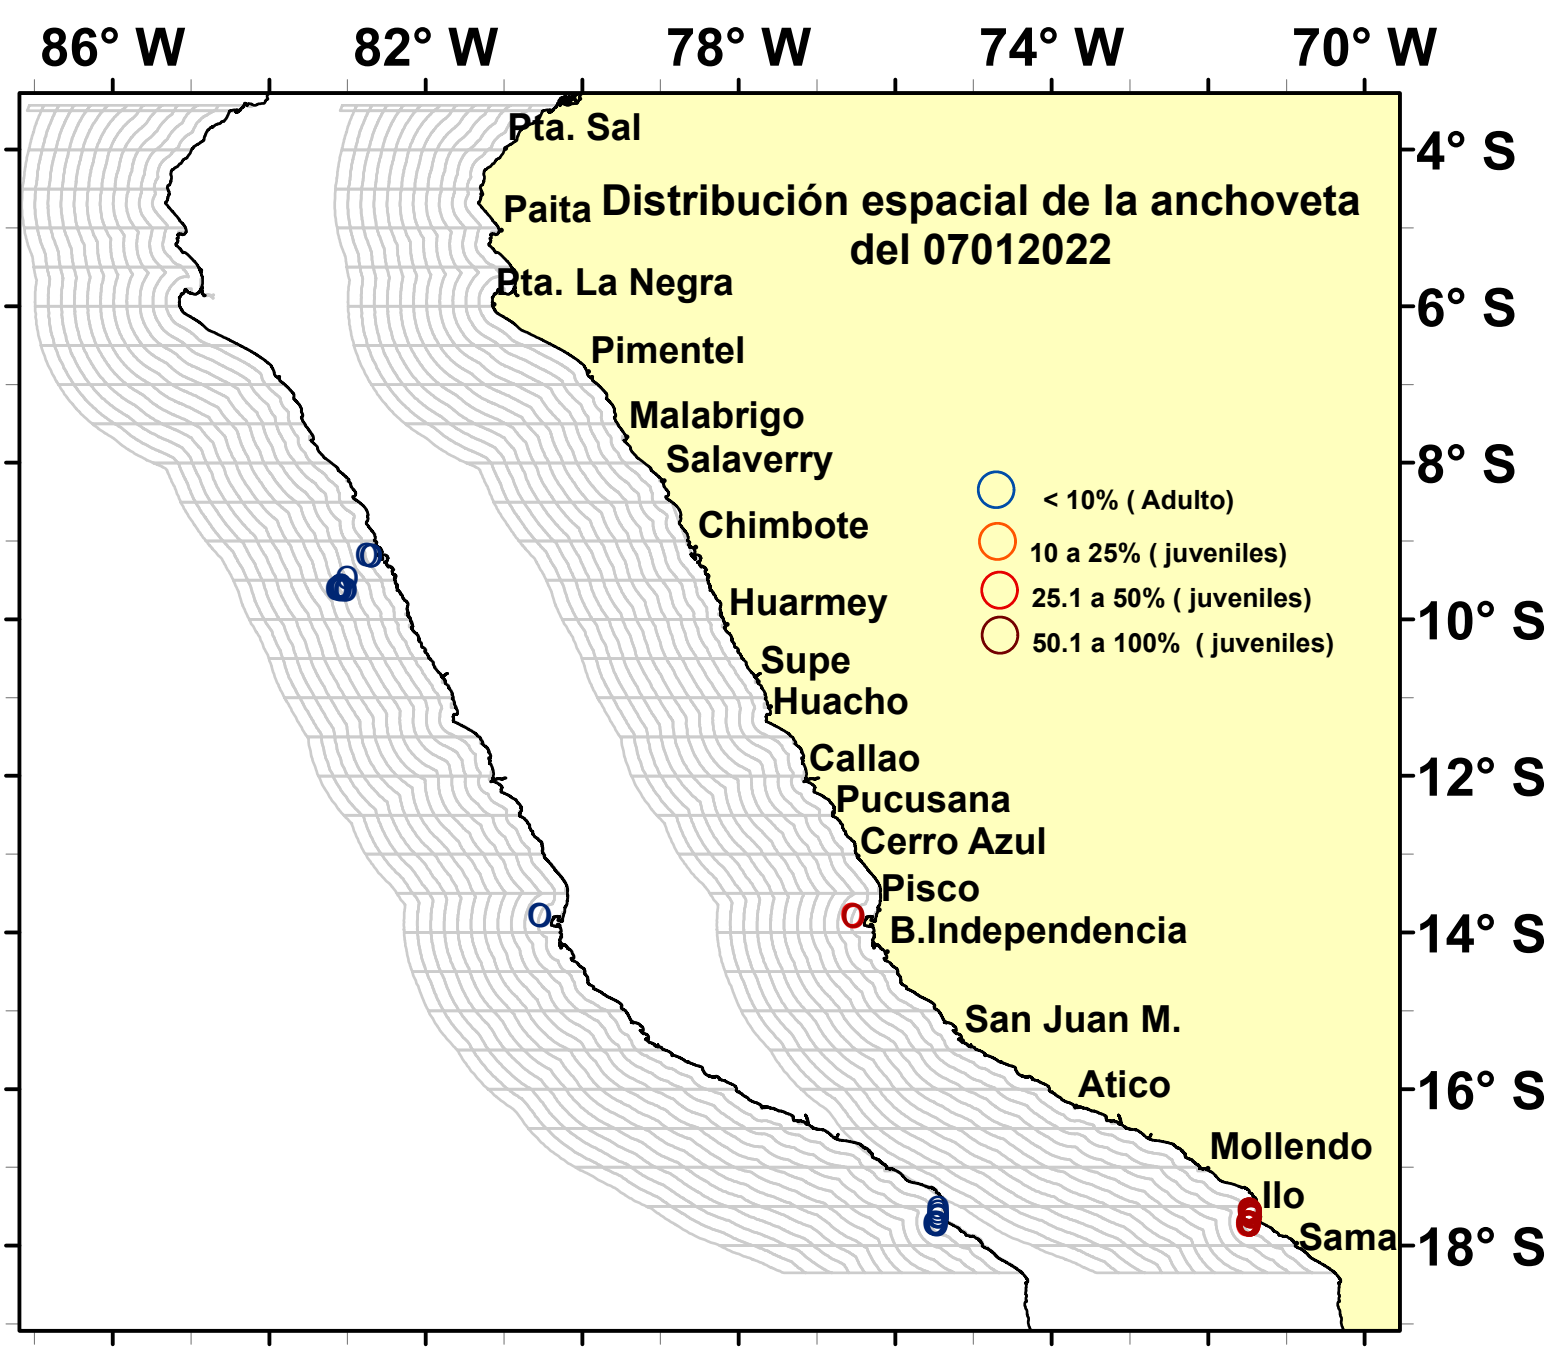 86° W 82° W 78° W 74° W 70° W
Pta. Sal
4° S
Distribución espacial de la anchoveta
del 07012022
Paita
Pta. La Negra
6° S
Pimentel
Malabrigo
Salaverry
8° S
< 10% ( Adulto)
Chimbote
10 a 25% ( juveniles)
25.1 a 50% ( juveniles)
Huarmey
10° S
50.1 a 100%  ( juveniles)
Supe
Huacho
Callao
12° S
Pucusana
Cerro Azul
Pisco
B.Independencia
14° S
San Juan M.
Atico
16° S
Mollendo
Ilo
Sama
18° S